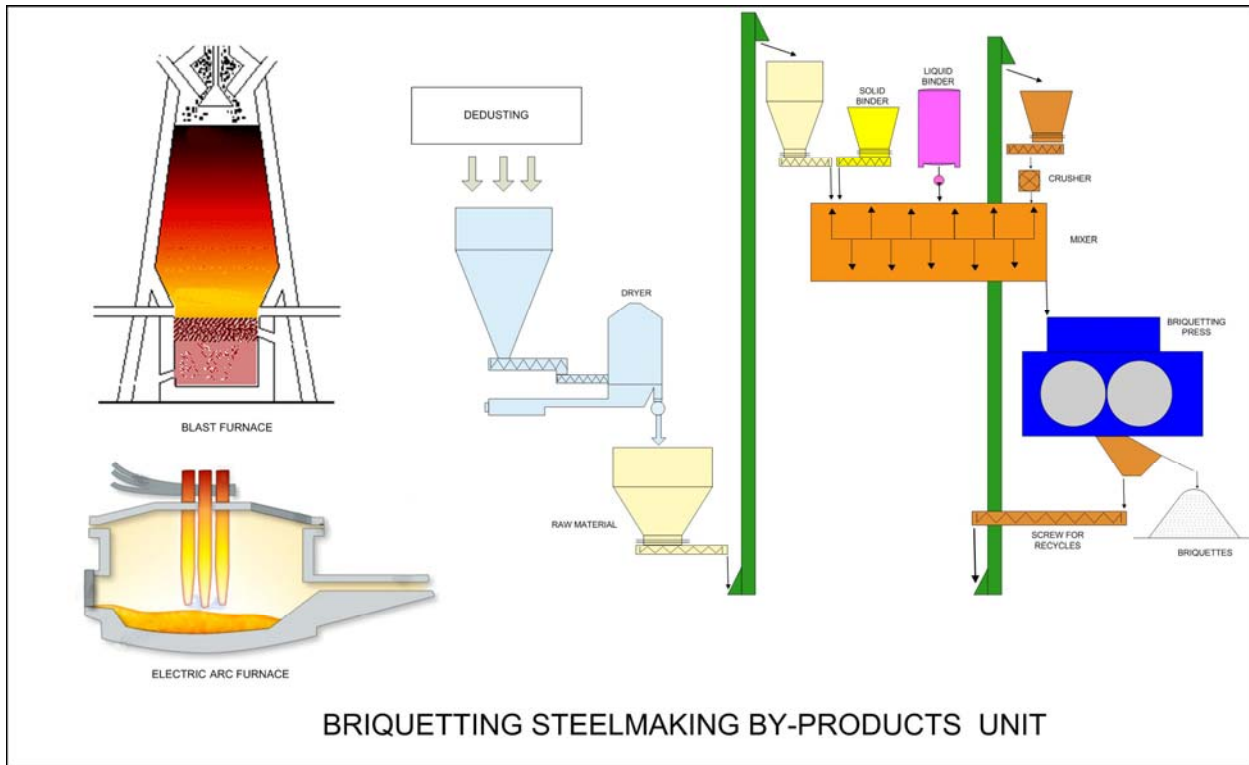 BLAST FURNACE
ELECTRIC ARC FURNACE
DEDUSTING
DRYER
RAW MATERIAL
SOLID
BINDER
LIQUID
BINDER
CRUSHER
MIXER
BRIQUETTING
PRESS
SCREW FOR
RECYCLES
BRIQUETTES
BRIQUETTING STEELMAKING BY-PRODUCTS UNIT